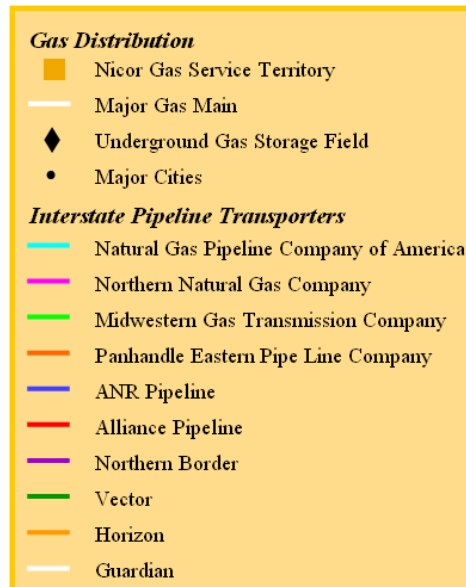 Gas Distribution
Nicor Gas Service Territory
Major Gas Main
Underground Gas Storage Field
Major Cities
Interstate Pipeline Transporters
Natural Gas Pipeline Company of America
Northern Natural Gas Company
Midwestern Gas Transmission Company
Panhandle Eastern Pipe Line Company
ANR Pipeline
Alliance Pipeline
Northern Border
Vector
Horizon
Guardian